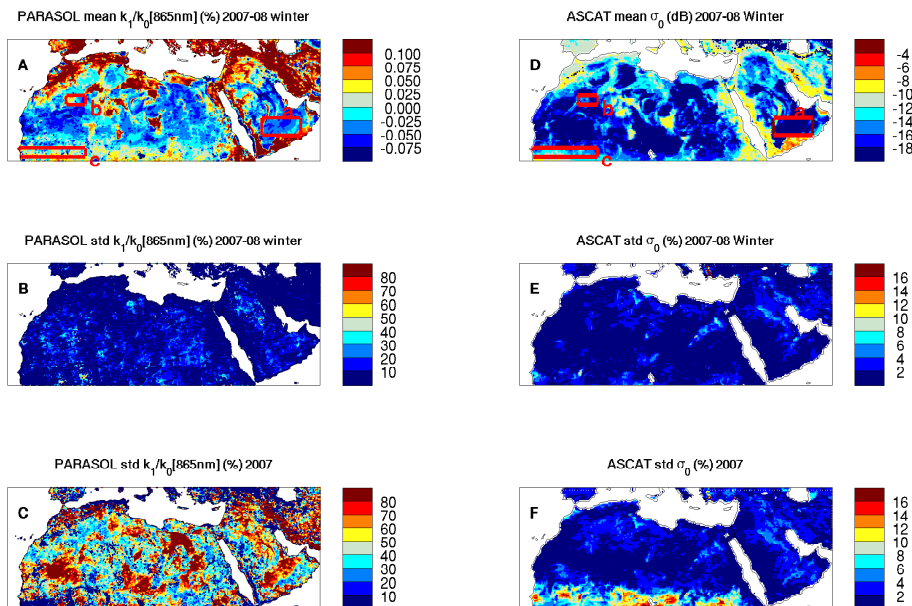 PARASOL mean k1/k0[865nm] (%) 2007-08 winter
A
b
a
c
0.100
0.075
0.050
0.025
0.000
-0.025
-0.050
-0.075
ASCAT mean σ0 (dB) 2007-08 Winter
D
b
a
c
-4
-6
-8
-10
-12
-14
-16
-18
PARASOL std k1/k0[865nm] (%) 2007-08 winter
B
80
70
60
50
40
30
20
10
ASCAT std σ0 (%) 2007-08 Winter
E
16
14
12
10
8
6
4
2
PARASOL std k1/k0[865nm] (%) 2007
C
80
70
60
50
40
30
20
10
ASCAT std σ0 (%) 2007
F
16
14
12
10
8
6
4
2